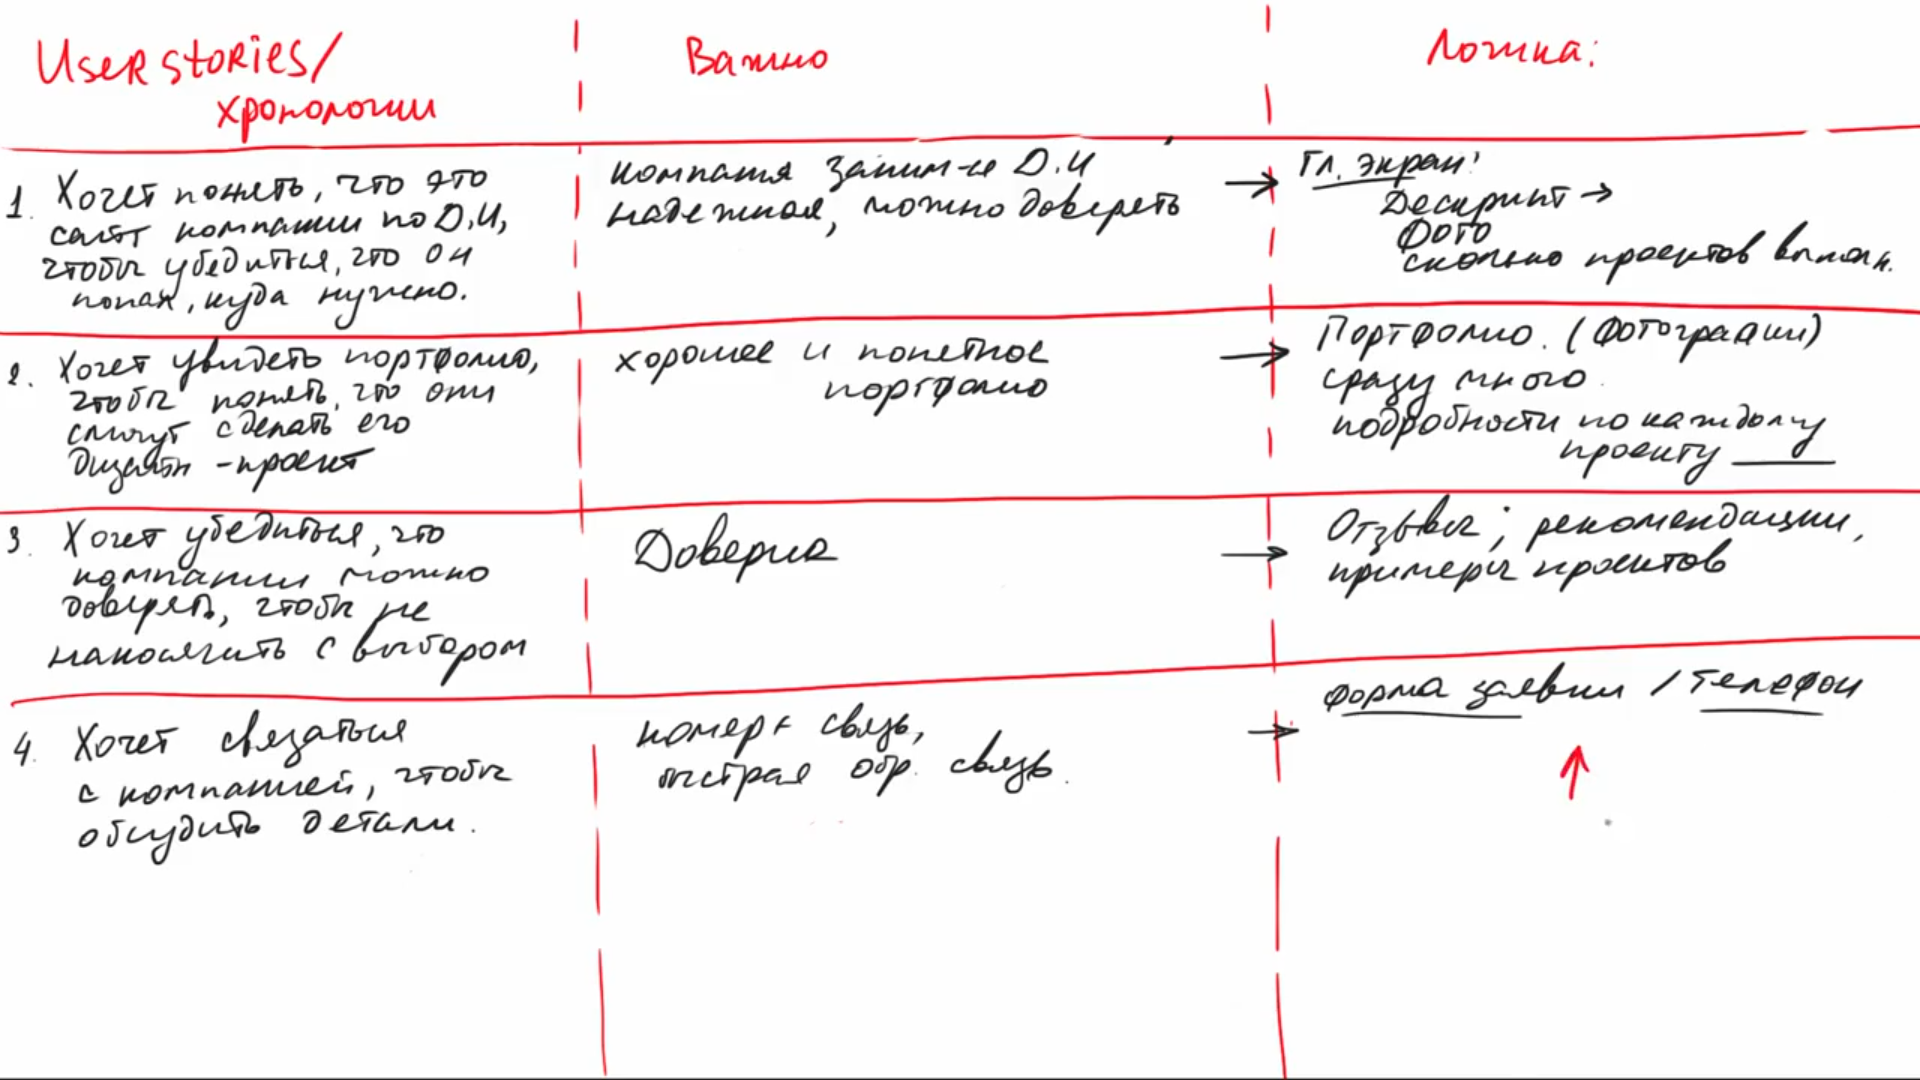 User stories/
хронологии
Важно
Логика:
1. Хочет понять, что это
сайт компании по Д.И,
чтобы убедиться, что он
попал, куда нужно.
компания заним-ся Д.И
надежная, можно доверять
→ Гл. экран:
Дескрипт →
Фото
сколько проектов выполн.
2. Хочет увидеть портфолио,
чтобы понять, что они
смогут сделать его
дизайн-проект
хорошее и понятное
портфолио
→ Портфолио. (фотографии)
сразу много.
подробности по каждому
проекту
3. Хочет убедиться, что
компании можно
доверять, чтобы не
накосячить с выбором
Доверие
→ Отзывы; рекомендации,
примеры проектов
4. Хочет связаться
с компанией, чтобы
обсудить детали.
номер + связь,
быстрая обр. связь.
→ форма заявки / телефон
↑